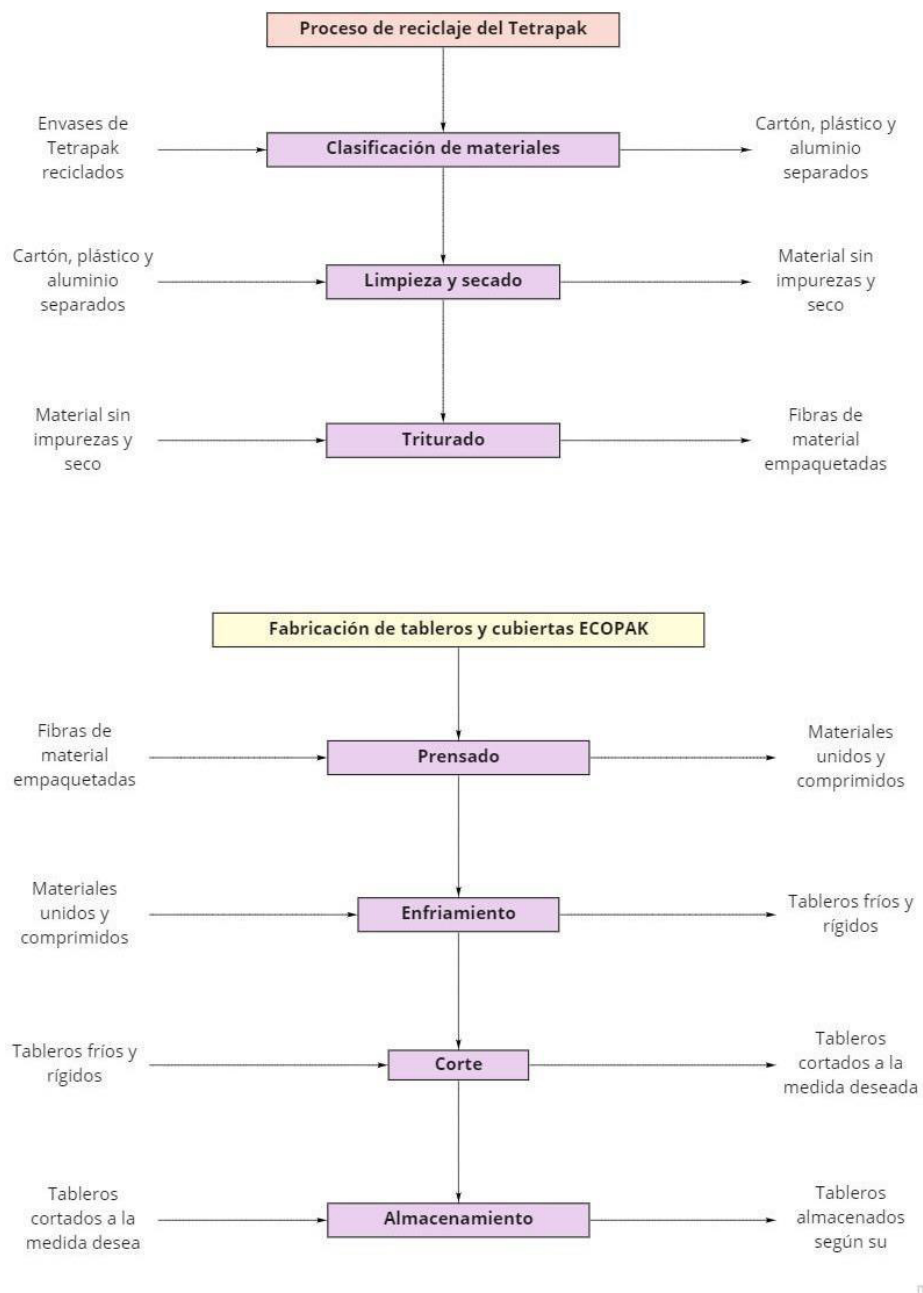 Proceso de reciclaje del Tetrapak
Envases de
Tetrapak
reciclados
Clasificación de materiales
Cartón, plástico y
aluminio
separados
Cartón, plástico y
aluminio
separados
Limpieza y secado
Material sin
impurezas y
seco
Material sin
impurezas y
seco
Triturado
Fibras de
material
empaquetadas
Fabricación de tableros y cubiertas ECOPAK
Fibras de
material
empaquetadas
Prensado
Materiales
unidos y
comprimidos
Materiales
unidos y
comprimidos
Enfriamiento
Tableros fríos y
rígidos
Tableros fríos y
rígidos
Corte
Tableros
cortados a la
medida deseada
Tableros
cortados a la
medida desea
Almacenamiento
Tableros
almacenados
según su